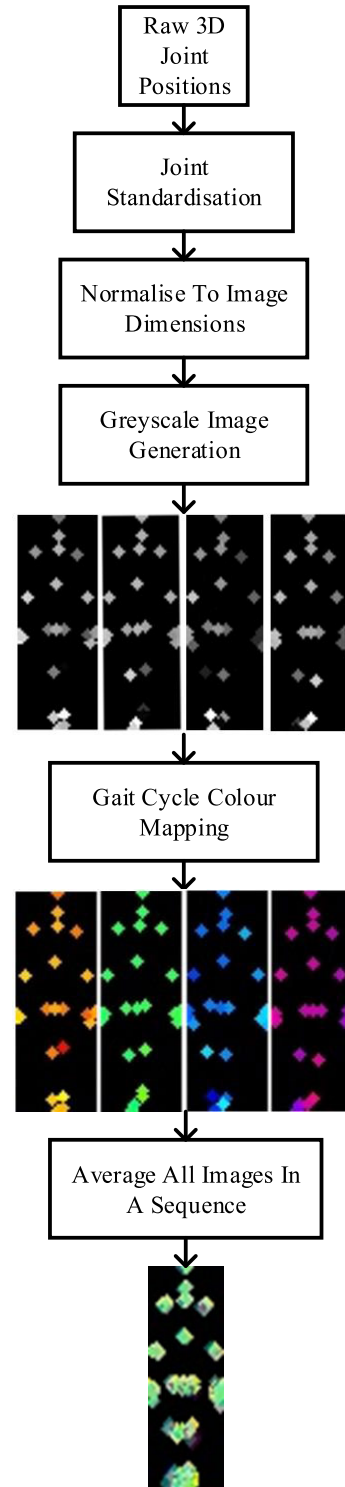 Raw 3D
Joint
Positions
Joint
Standardisation
Normalise To Image
Dimensions
Greyscale Image
Generation
Gait Cycle Colour
Mapping
Average All Images In
A Sequence